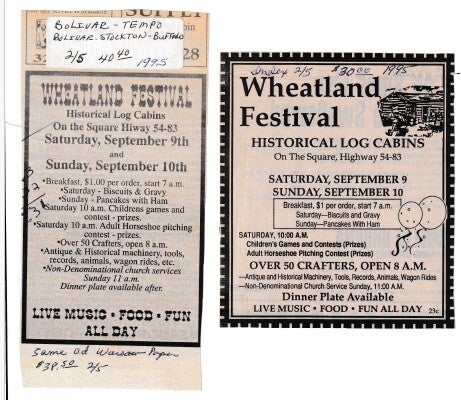 BOLIVAR - TEMPO
BOLIVAR. STOCKTON - BUFFALO
2/5 40 40 1995
28
WHEATLAND FESTIVAL
Historical Log Cabins
On the Square Hiway 54-83
Saturday, September 9th
and
Sunday, September 10th
•Breakfast, $1.00 per order, start 7 a.m.
•Saturday - Biscuits & Gravy
•Sunday - Pancakes with Ham
•Saturday 10 a.m. Childrens games and
contest - prizes.
•Saturday 10 a.m. Adult Horseshoe pitching
contest - prizes.
•Over 50 Crafters, open 8 a.m.
•Antique & Historical machinery, tools,
records, animals, wagon rides, etc.
•Non-Denominational church services
Sunday 11 a.m.
Dinner plate available after.
LIVE MUSIC • FOOD • FUN
ALL DAY
Same ad Warsaw Paper
$38.50 2/5
Index 2/5 $30.00 1995
Wheatland
Festival
HISTORICAL LOG CABINS
On The Square, Highway 54-83
SATURDAY, SEPTEMBER 9
SUNDAY, SEPTEMBER 10
Breakfast, $1 per order, start 7 a.m.
Saturday—Biscuits and Gravy
Sunday—Pancakes with Ham
SATURDAY, 10:00 A.M.
Children's Games and Contests (Prizes)
Adult Horseshoe Pitching Contest (Prizes)
OVER 50 CRAFTERS, OPEN 8 A.M.
—Antique and Historical Machinery, Tools, Records, Animals, Wagon Rides
—Non-Denominational Church Service Sunday, 11:00 A.M.
Dinner Plate Available
LIVE MUSIC • FOOD • FUN ALL DAY
23c